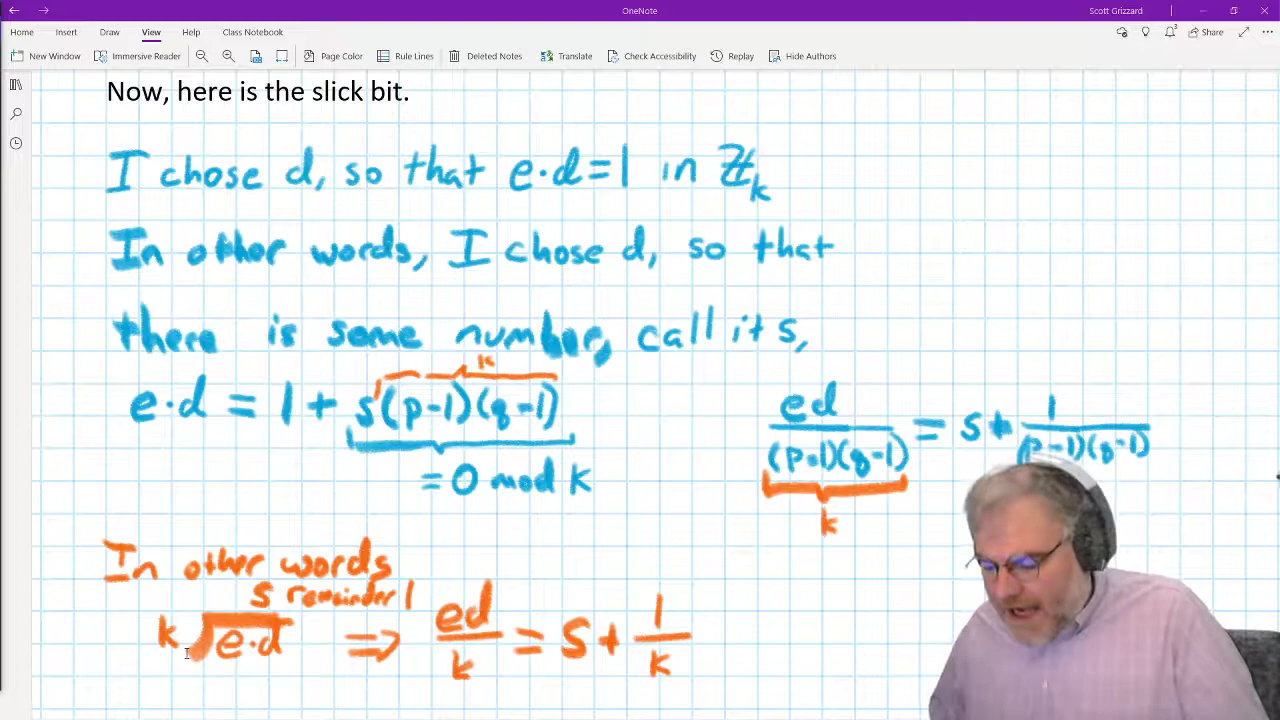 OneNote
Scott Grizzard
Home Insert Draw View Help Class Notebook
Share
New Window Immersive Reader Page Color Rule Lines Deleted Notes Translate Check Accessibility Replay Hide Authors
Now, here is the slick bit.
I chose d, so that e·d=1 in ℤk
In other words, I chose d, so that
there is some number, call it s,
k
e·d = 1 + s(p-1)(q-1)
= 0 mod k
ed/(p-1)(q-1) = s + 1/(p-1)(q-1)
k
In other words
s remainder 1
k e·d ⇒ ed/k = s + 1/k